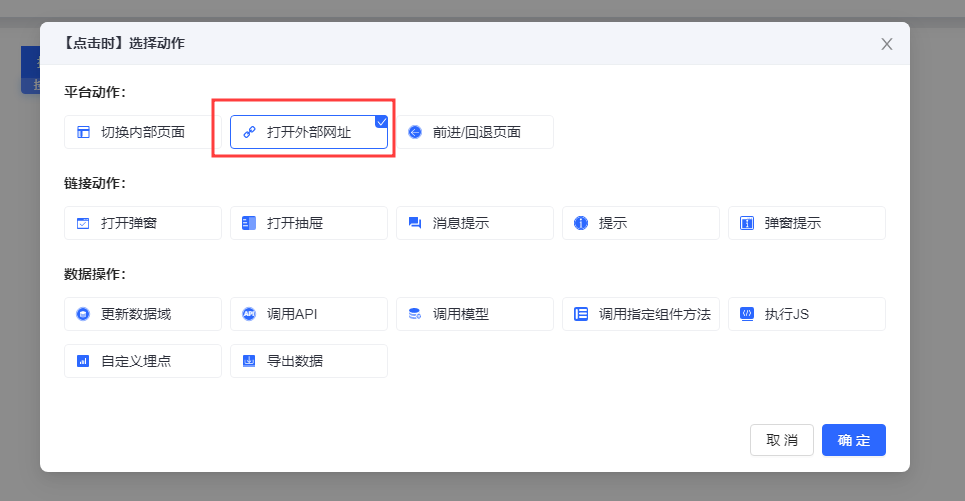 【点击时】选择动作
平台动作：
切换内部页面
打开外部网址
前进/回退页面
链接动作：
打开弹窗
打开抽屉
消息提示
提示
弹窗提示
数据操作：
更新数据域
API 调用API
调用模型
调用指定组件方法
执行JS
自定义埋点
导出数据
取 消
确 定